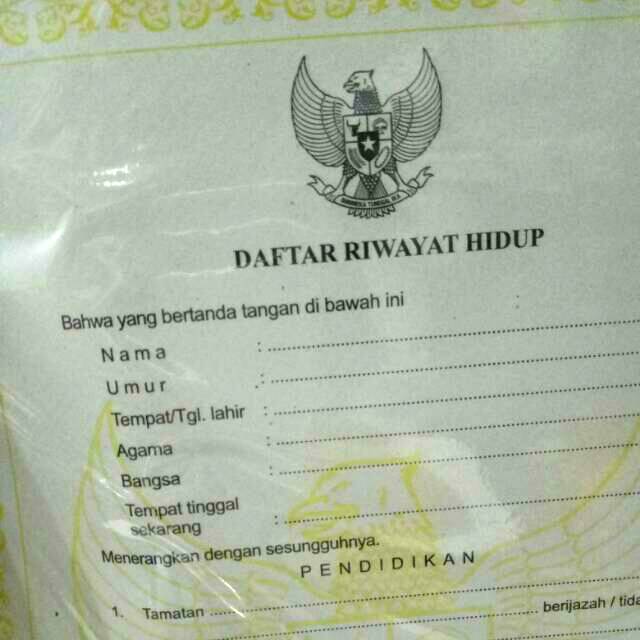 DAFTAR RIWAYAT HIDUP
Bahwa yang bertanda tangan di bawah ini :
Nama : ................................................
Umur : ................................................
Tempat/Tgl. lahir : ................................................
Agama : ................................................
Bangsa : ................................................
Tempat tinggal
sekarang : ................................................
Menerangkan dengan sesungguhnya.
PENDIDIKAN
1. Tamatan ................................................ berijazah / tida